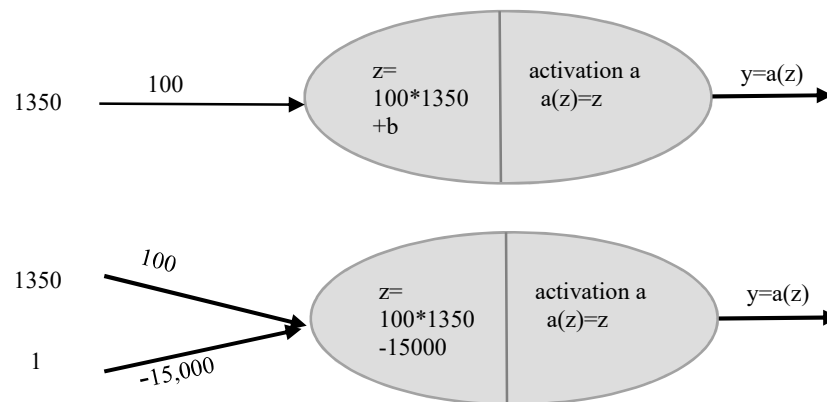 1350
100
z=
100*1350
+b
activation a
a(z)=z
y=a(z)
1350
100
1
-15,000
z=
100*1350
-15000
activation a
a(z)=z
y=a(z)